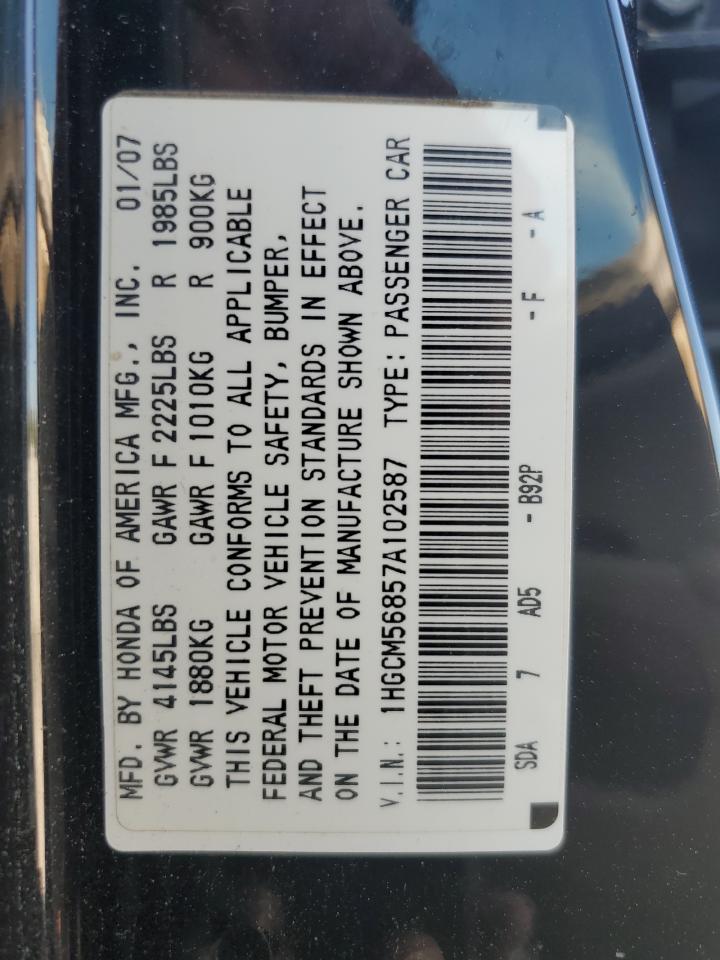 MFD. BY HONDA OF AMERICA MFG., INC. 01/07
GVWR 4145LBS GAWR F 2225LBS R 1985LBS
GVWR 1880KG GAWR F 1010KG R 900KG
THIS VEHICLE CONFORMS TO ALL APPLICABLE
FEDERAL MOTOR VEHICLE SAFETY, BUMPER,
AND THEFT PREVENTION STANDARDS IN EFFECT
ON THE DATE OF MANUFACTURE SHOWN ABOVE.
V.I.N.: 1HGCM56857A102587 TYPE: PASSENGER CAR
SDA 7 AD5 - B92P - F - A